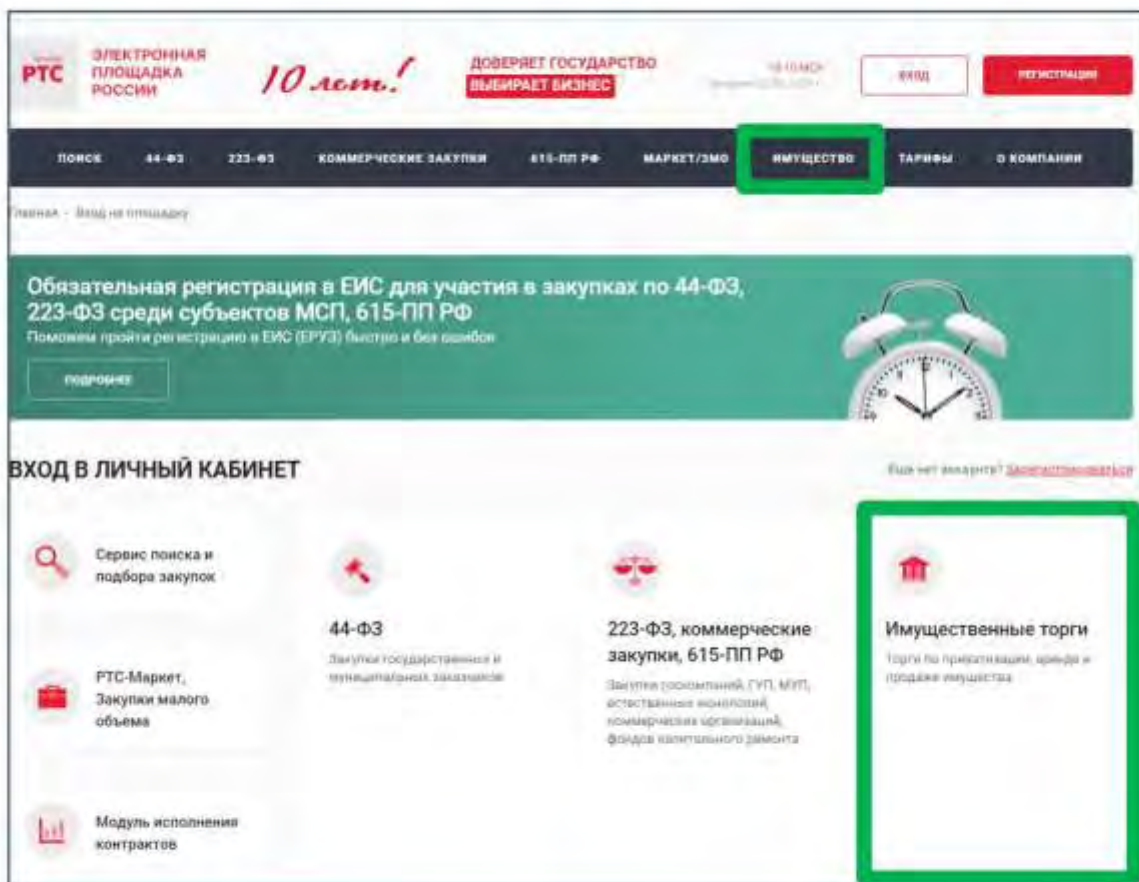 РТС
ЭЛЕКТРОННАЯ
ПЛОЩАДКА
РОССИИ
10 лет!
ДОВЕРЯЕТ ГОСУДАРСТВО
ВЫБИРАЕТ БИЗНЕС
ВХОД
РЕГИСТРАЦИЯ
ПОИСК 44-ФЗ 223-ФЗ КОММЕРЧЕСКИЕ ЗАКУПКИ 615-ПП РФ МАРКЕТ/ЗМО ИМУЩЕСТВО ТАРИФЫ О КОМПАНИИ
Главная - Вход на площадку
Обязательная регистрация в ЕИС для участия в закупках по 44-ФЗ,
223-ФЗ среди субъектов МСП, 615-ПП РФ
Поможем пройти регистрацию в ЕИС (ЕРУЗ) быстро и без ошибок
ПОДРОБНЕЕ
ВХОД В ЛИЧНЫЙ КАБИНЕТ
Еще нет аккаунта? Зарегистрироваться
Сервис поиска и
подбора закупок
РТС-Маркет,
Закупки малого
объема
Модуль исполнения
контрактов
44-ФЗ
Закупки государственных и
муниципальных заказчиков
223-ФЗ, коммерческие
закупки, 615-ПП РФ
Закупки госкомпаний, ГУП, МУП,
естественных монополий,
коммерческих организаций,
фондов капитального ремонта
Имущественные торги
Торги по приватизации, аренде и
продаже имущества